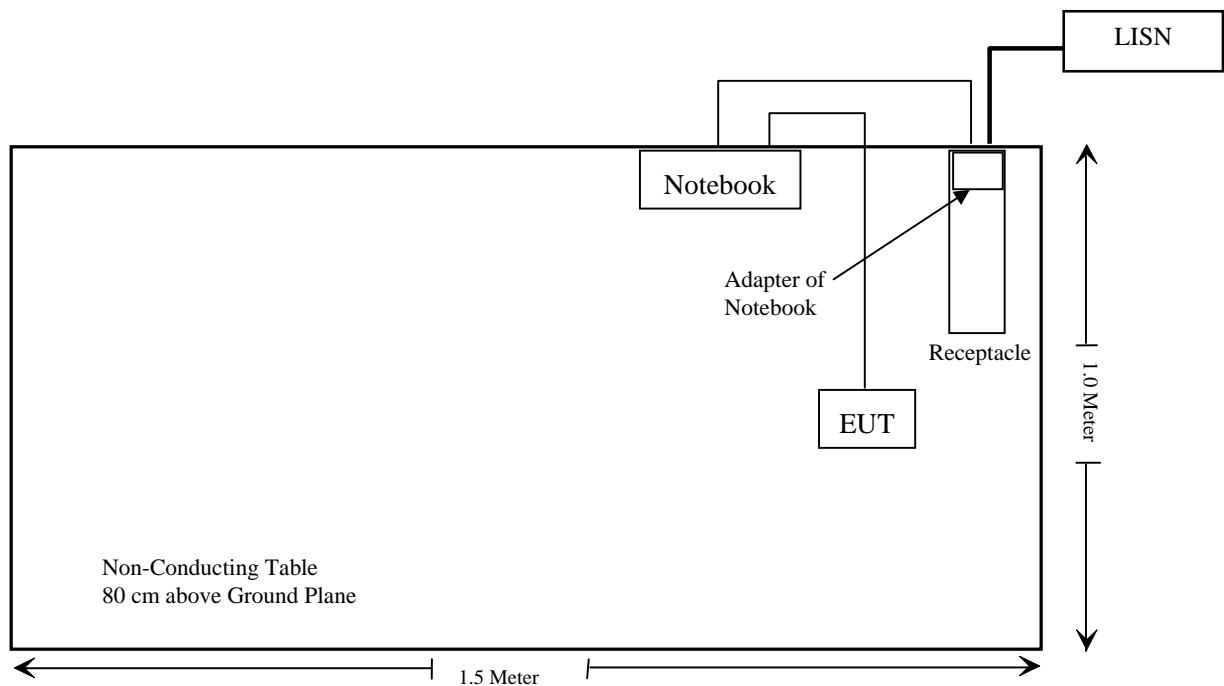 LISN
Notebook
Adapter of
Notebook
Receptacle
EUT
1.0 Meter
Non-Conducting Table
80 cm above Ground Plane
1.5 Meter